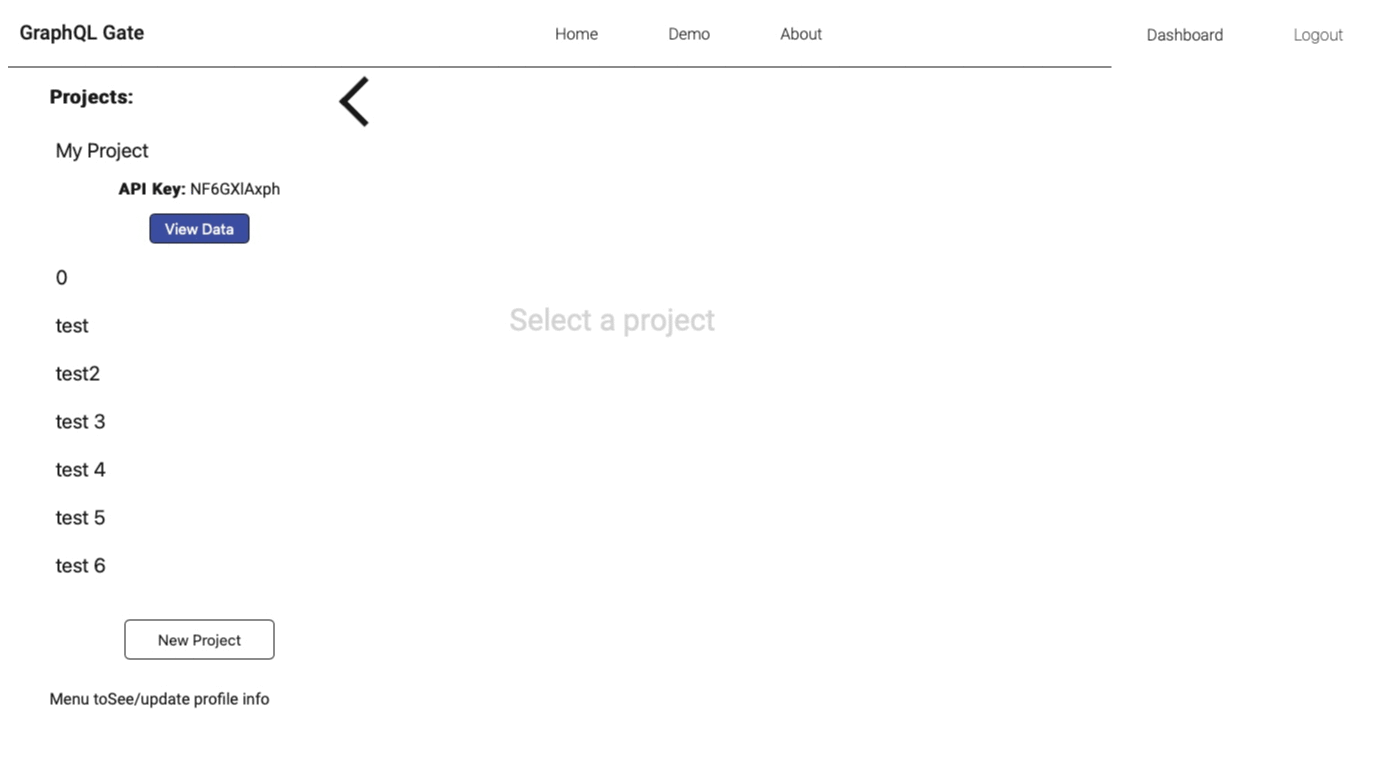 GraphQL Gate
Home
Demo
About
Dashboard
Logout
Projects:
My Project
API Key: NF6GXlAxph
View Data
0
test
test2
test 3
test 4
test 5
test 6
Select a project
New Project
Menu toSee/update profile info